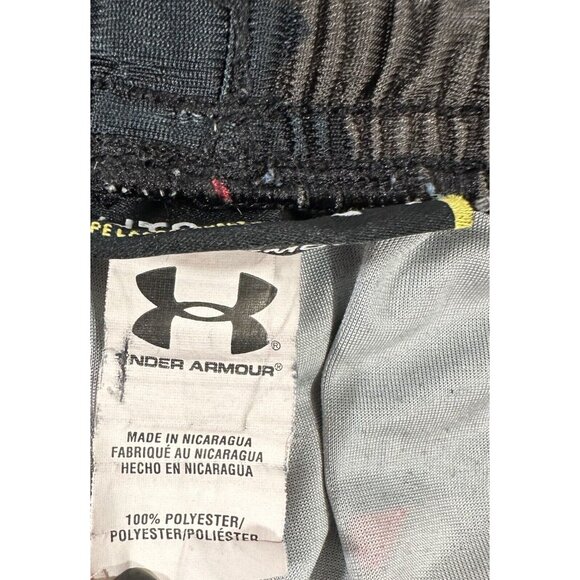 UNDER ARMOUR®
MADE IN NICARAGUA
FABRIQUÉ AU NICARAGUA
HECHO EN NICARAGUA
100% POLYESTER/
POLYESTER/POLIÉSTER